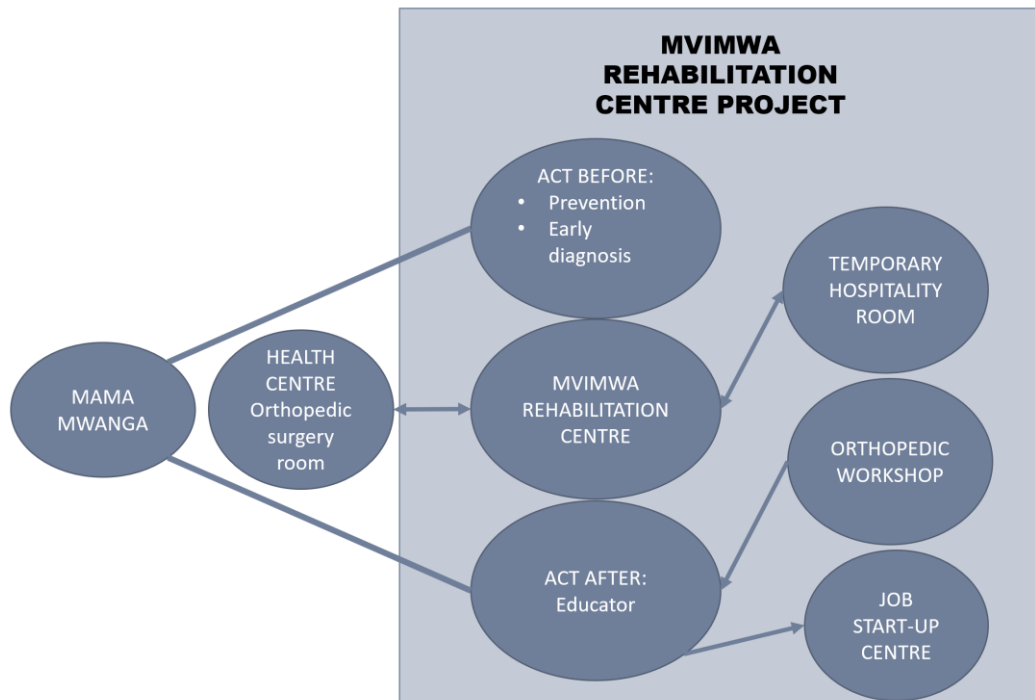 MVIMWA
REHABILITATION
CENTRE PROJECT
ACT BEFORE:
• Prevention
• Early
diagnosis
TEMPORARY
HOSPITALITY
ROOM
MAMA
MWANGA
HEALTH
CENTRE
Orthopedic
surgery
room
MVIMWA
REHABILITATION
CENTRE
ORTHOPEDIC
WORKSHOP
ACT AFTER:
Educator
JOB
START-UP
CENTRE